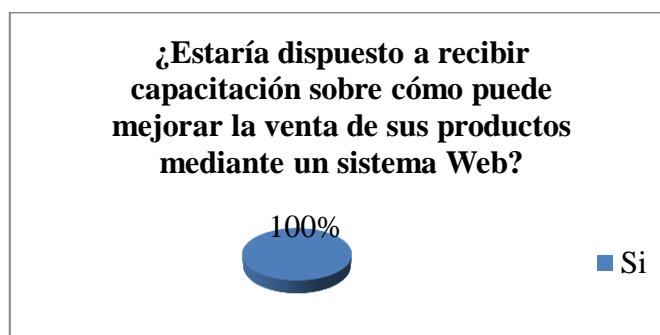 ¿Estaría dispuesto a recibir
capacitación sobre cómo puede
mejorar la venta de sus productos
mediante un sistema Web?
100%
Si